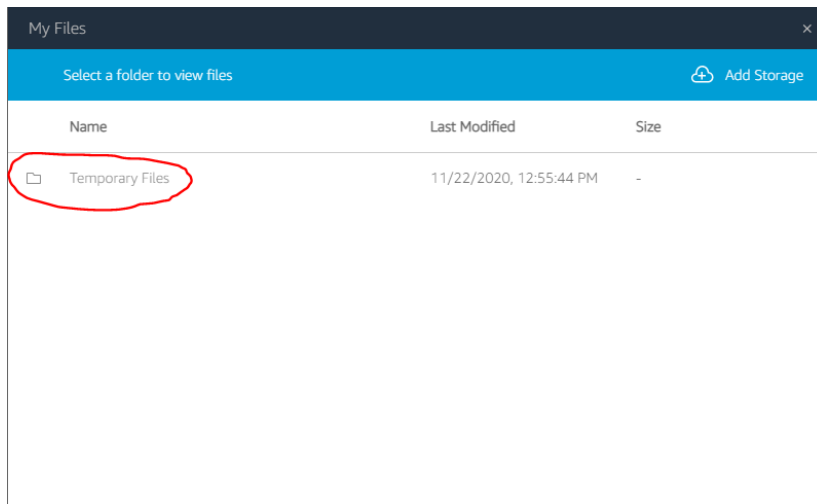 My Files ×
Select a folder to view files Add Storage
Name Last Modified Size
Temporary Files 11/22/2020, 12:55:44 PM -